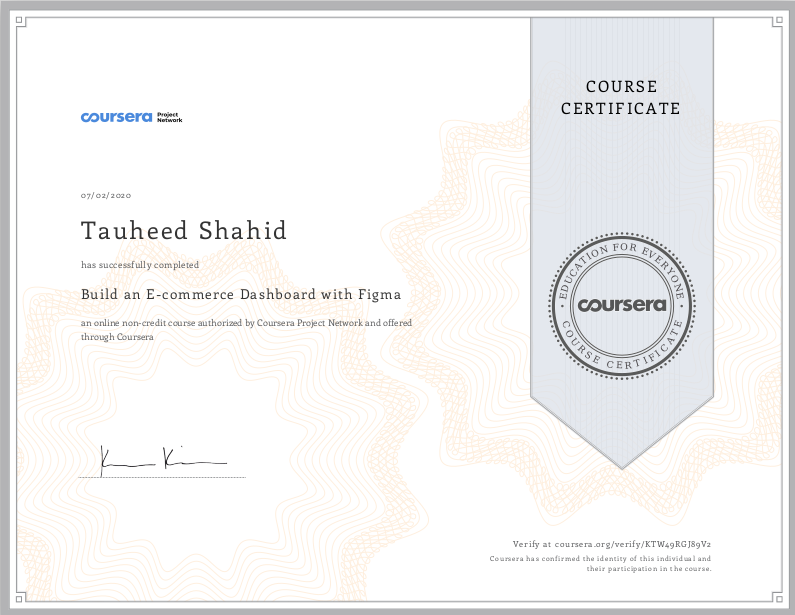 COURSE
CERTIFICATE
coursera Project
Network
07/02/2020
Tauheed Shahid
has successfully completed
Build an E-commerce Dashboard with Figma
an online non-credit course authorized by Coursera Project Network and offered
through Coursera
EDUCATION FOR EVERYONE
coursera
COURSE CERTIFICATE
Verify at coursera.org/verify/KTW49RGJ89V2
Coursera has confirmed the identity of this individual and
their participation in the course.